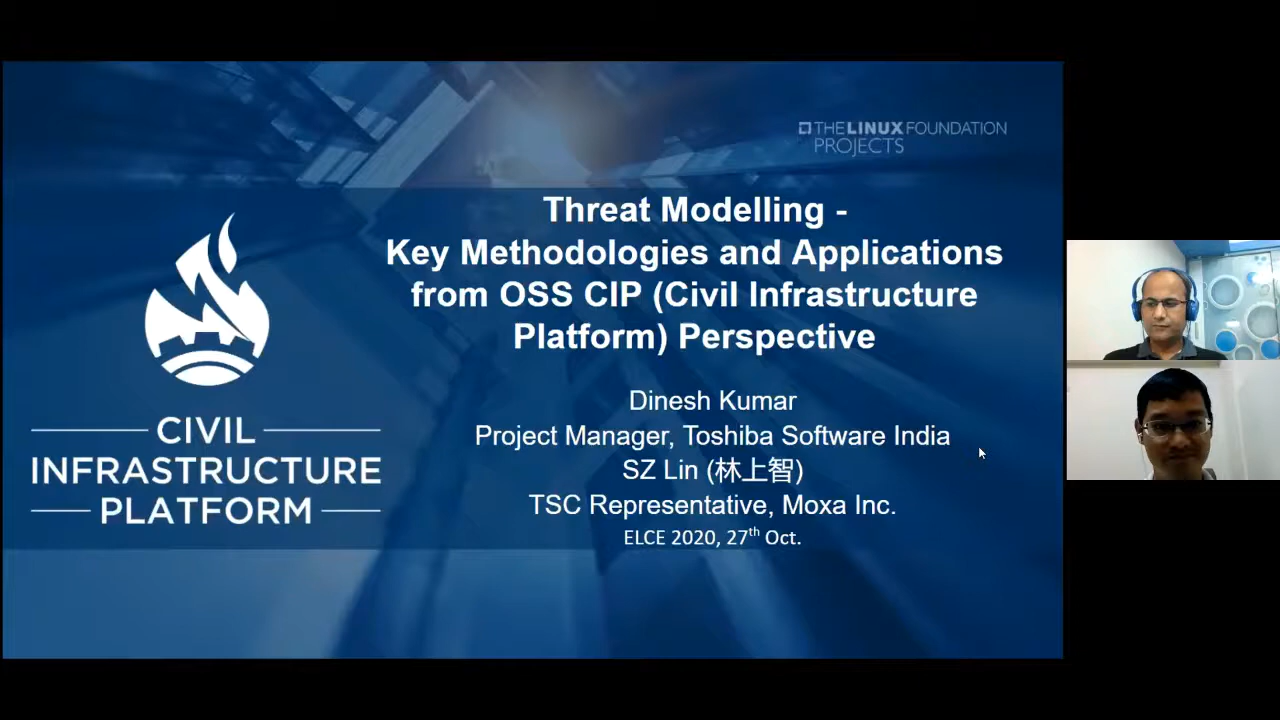 THE LINUX FOUNDATION
PROJECTS
Threat Modelling -
Key Methodologies and Applications
from OSS CIP (Civil Infrastructure
Platform) Perspective
Dinesh Kumar
Project Manager, Toshiba Software India
SZ Lin (林上智)
TSC Representative, Moxa Inc.
ELCE 2020, 27th Oct.
CIVIL
INFRASTRUCTURE
PLATFORM